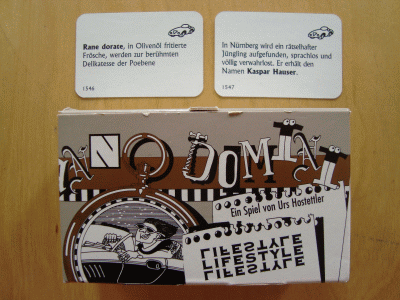 Rane dorate, in Olivenöl fritierte
Frösche, werden zur berühmten
Delikatesse der Poebene
1546
In Nürnberg wird ein rätselhafter
Jüngling aufgefunden, sprachlos und
völlig verwahrlost. Er erhält den
Namen Kaspar Hauser.
1547
ANNO DOMINI
Ein Spiel von Urs Hostettler
LIFESTYLE
LIFESTYLE
LIFESTYLE